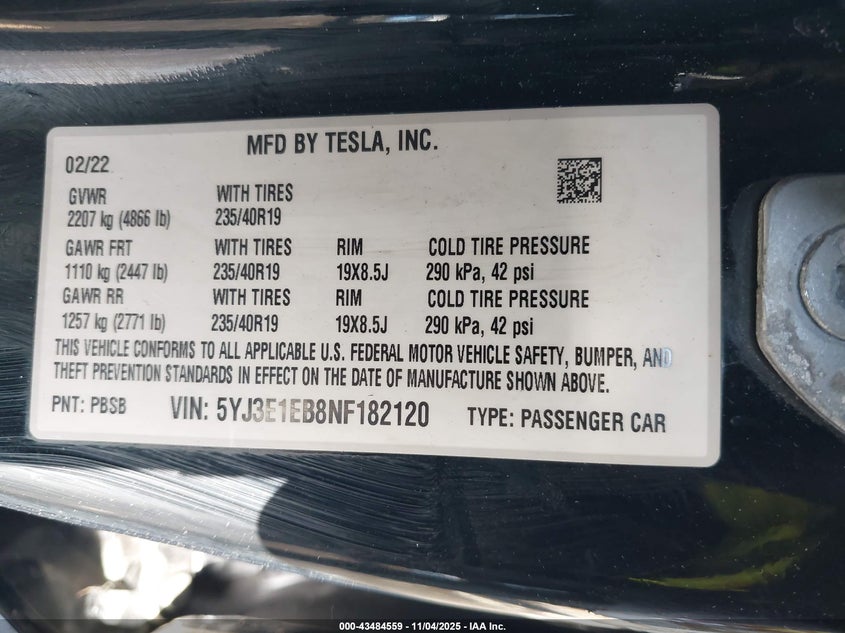 MFD BY TESLA, INC.
02/22
GVWR WITH TIRES
2207 kg (4866 lb) 235/40R19
GAWR FRT WITH TIRES RIM COLD TIRE PRESSURE
1110 kg (2447 lb) 235/40R19 19X8.5J 290 kPa, 42 psi
GAWR RR WITH TIRES RIM COLD TIRE PRESSURE
1257 kg (2771 lb) 235/40R19 19X8.5J 290 kPa, 42 psi
THIS VEHICLE CONFORMS TO ALL APPLICABLE U.S. FEDERAL MOTOR VEHICLE SAFETY, BUMPER, AND
THEFT PREVENTION STANDARDS IN EFFECT ON THE DATE OF MANUFACTURE SHOWN ABOVE.
PNT: PBSB VIN: 5YJ3E1EB8NF182120 TYPE: PASSENGER CAR
000-43484559 - 11/04/2025 - IAA Inc.